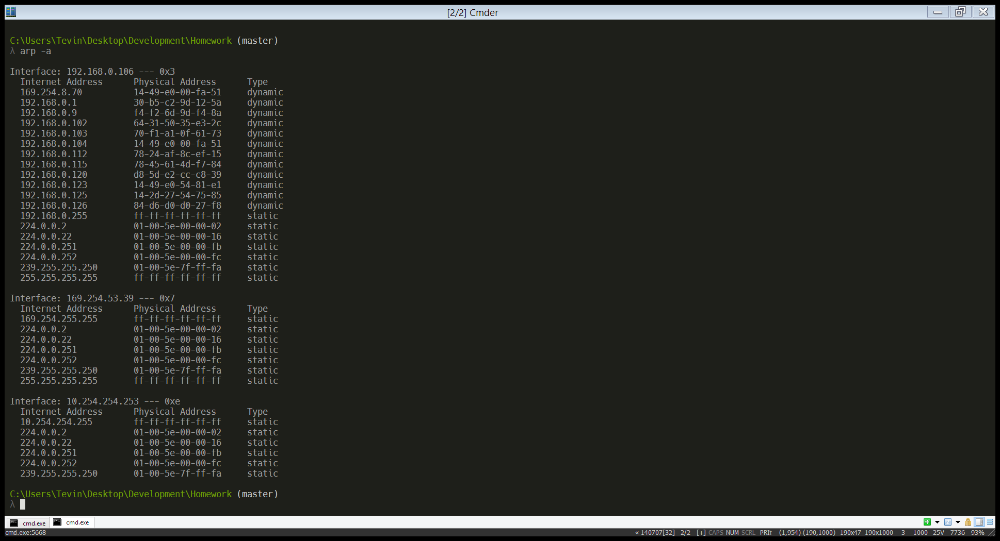 [2/2] Cmder
C:\Users\Tevin\Desktop\Development\Homework (master)
λ arp -a
Interface: 192.168.0.106 --- 0x3
Internet Address Physical Address Type
169.254.8.70 14-49-e0-00-fa-51 dynamic
192.168.0.1 30-b5-c2-9d-12-5a dynamic
192.168.0.9 f4-f2-6d-9d-f4-8a dynamic
192.168.0.102 64-31-50-35-e3-2c dynamic
192.168.0.103 70-f1-a1-0f-61-73 dynamic
192.168.0.104 14-49-e0-00-fa-51 dynamic
192.168.0.112 78-24-af-8c-ef-15 dynamic
192.168.0.115 78-45-61-4d-f7-84 dynamic
192.168.0.120 d8-5d-e2-cc-c8-39 dynamic
192.168.0.123 14-49-e0-54-81-e1 dynamic
192.168.0.125 14-2d-27-54-75-85 dynamic
192.168.0.126 84-d6-d0-d0-27-f8 dynamic
192.168.0.255 ff-ff-ff-ff-ff-ff static
224.0.0.2 01-00-5e-00-00-02 static
224.0.0.22 01-00-5e-00-00-16 static
224.0.0.251 01-00-5e-00-00-fb static
224.0.0.252 01-00-5e-00-00-fc static
239.255.255.250 01-00-5e-7f-ff-fa static
255.255.255.255 ff-ff-ff-ff-ff-ff static
Interface: 169.254.53.39 --- 0x7
Internet Address Physical Address Type
169.254.255.255 ff-ff-ff-ff-ff-ff static
224.0.0.2 01-00-5e-00-00-02 static
224.0.0.22 01-00-5e-00-00-16 static
224.0.0.251 01-00-5e-00-00-fb static
224.0.0.252 01-00-5e-00-00-fc static
239.255.255.250 01-00-5e-7f-ff-fa static
255.255.255.255 ff-ff-ff-ff-ff-ff static
Interface: 10.254.254.253 --- 0xe
Internet Address Physical Address Type
10.254.254.255 ff-ff-ff-ff-ff-ff static
224.0.0.2 01-00-5e-00-00-02 static
224.0.0.22 01-00-5e-00-00-16 static
224.0.0.251 01-00-5e-00-00-fb static
224.0.0.252 01-00-5e-00-00-fc static
239.255.255.250 01-00-5e-7f-ff-fa static
C:\Users\Tevin\Desktop\Development\Homework (master)
λ
cmd.exe cmd.exe
cmd.exe:5668 « 140707[32] 2/2 [+] CAPS NUM SCRL PRI↕ (1,954)-(190,1000) 190x47 190x1000 3 1000 25V 7736 93%